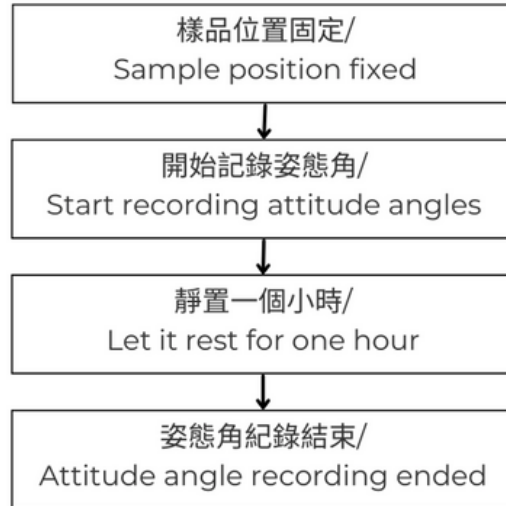 樣品位置固定/
Sample position fixed
開始記錄姿態角/
Start recording attitude angles
靜置一個小時/
Let it rest for one hour
姿態角紀錄結束/
Attitude angle recording ended